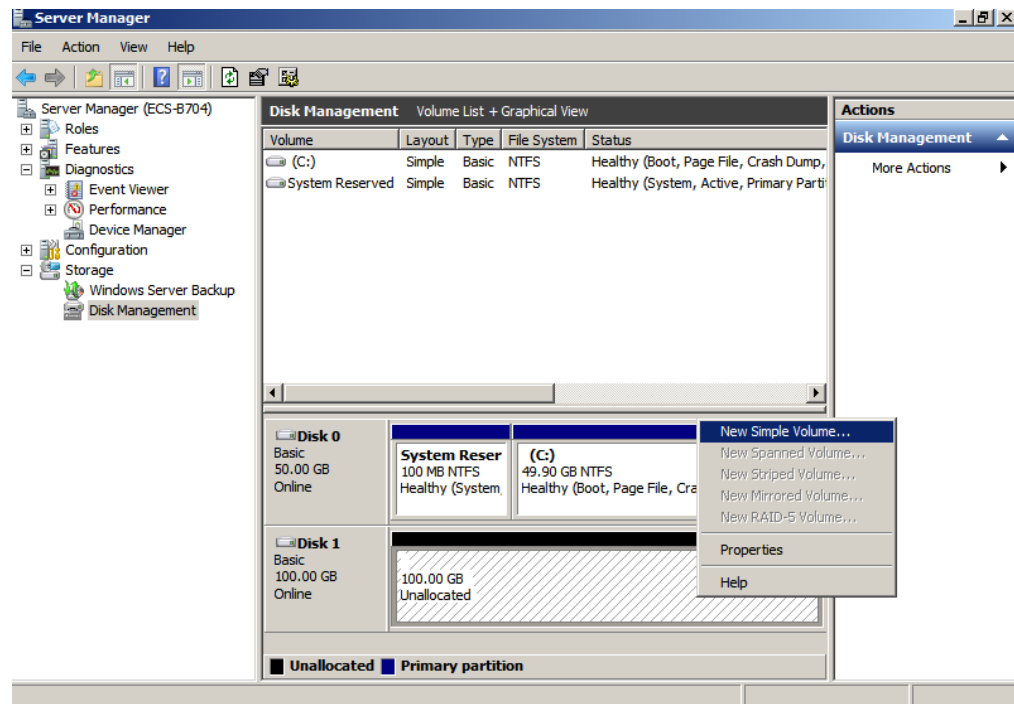 Server Manager
File Action View Help
Server Manager (ECS-B704)
Roles
Features
Diagnostics
Event Viewer
Performance
Device Manager
Configuration
Storage
Windows Server Backup
Disk Management
Disk Management Volume List + Graphical View
Volume Layout Type File System Status
(C:) Simple Basic NTFS Healthy (Boot, Page File, Crash Dump,
System Reserved Simple Basic NTFS Healthy (System, Active, Primary Parti
Disk 0
Basic
50.00 GB
Online
System Reser
100 MB NTFS
Healthy (System,
(C:)
49.90 GB NTFS
Healthy (Boot, Page File, Cra
Disk 1
Basic
100.00 GB
Online
100.00 GB
Unallocated
Unallocated Primary partition
New Simple Volume...
New Spanned Volume...
New Striped Volume...
New Mirrored Volume...
New RAID-5 Volume...
Properties
Help
Actions
Disk Management
More Actions